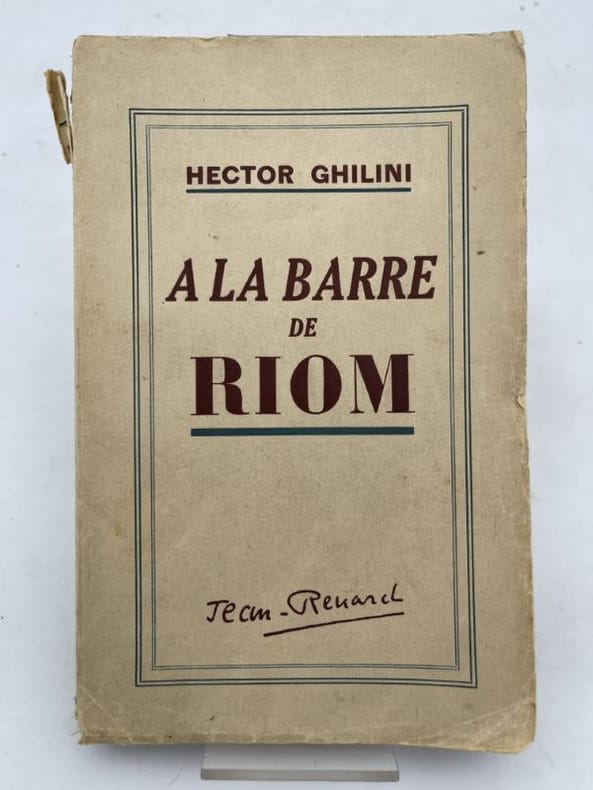 HECTOR GHILINI
A LA BARRE
DE
RIOM
Jean-Renard